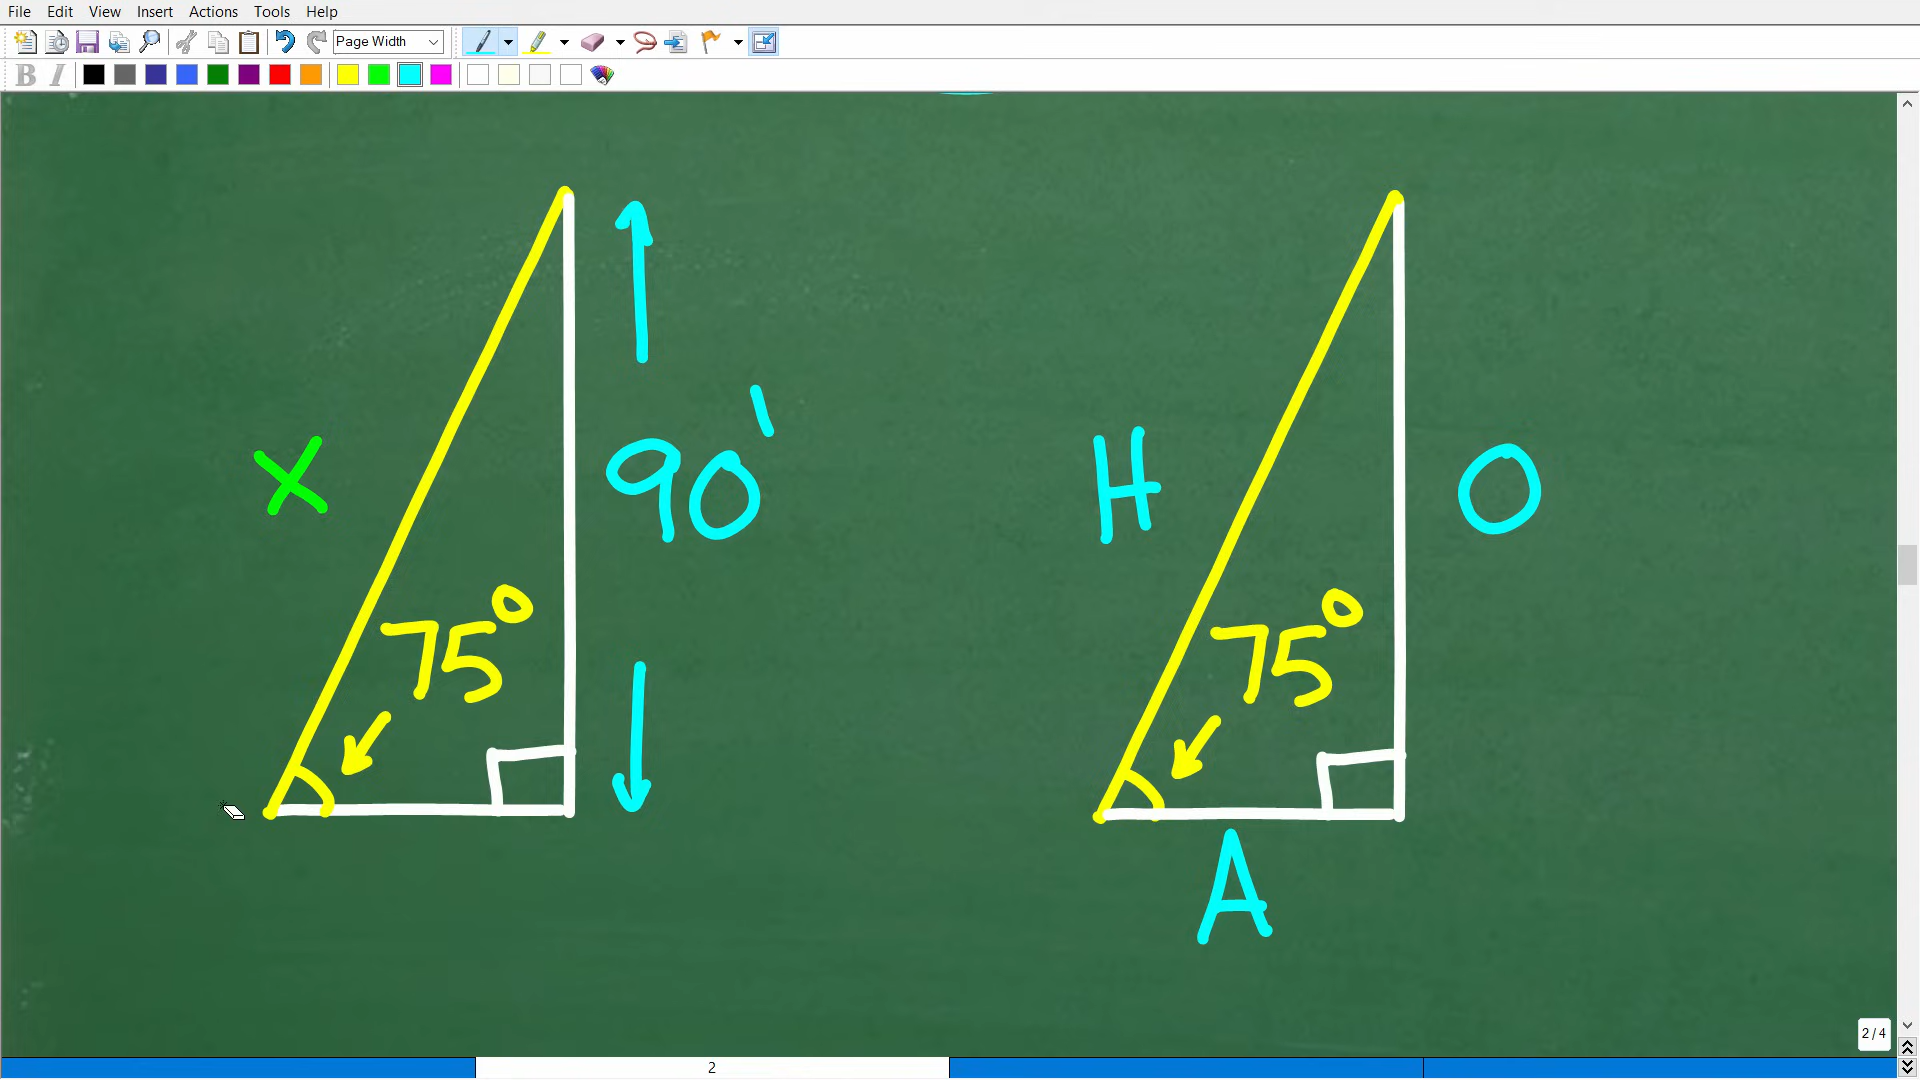 File Edit View Insert Actions Tools Help
Page Width
B I
X
90'
75°
H
O
75°
A
2 / 4
2